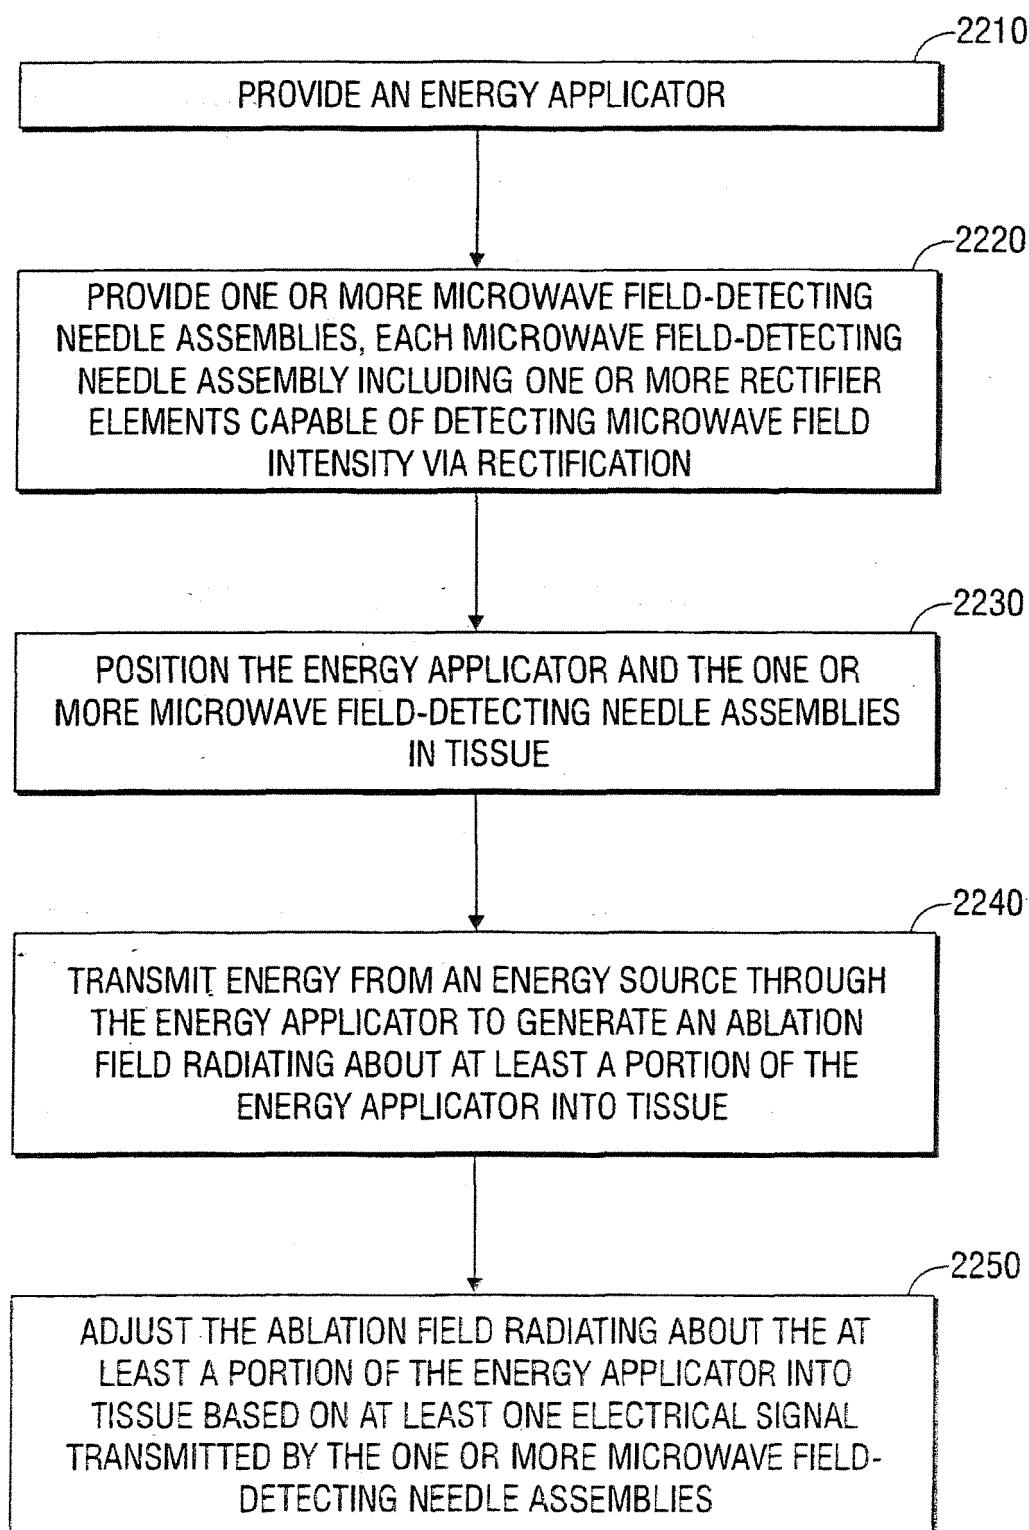 2210
PROVIDE AN ENERGY APPLICATOR
2220
PROVIDE ONE OR MORE MICROWAVE FIELD-DETECTING
NEEDLE ASSEMBLIES, EACH MICROWAVE FIELD-DETECTING
NEEDLE ASSEMBLY INCLUDING ONE OR MORE RECTIFIER
ELEMENTS CAPABLE OF DETECTING MICROWAVE FIELD
INTENSITY VIA RECTIFICATION
2230
POSITION THE ENERGY APPLICATOR AND THE ONE OR
MORE MICROWAVE FIELD-DETECTING NEEDLE ASSEMBLIES
IN TISSUE
2240
TRANSMIT ENERGY FROM AN ENERGY SOURCE THROUGH
THE ENERGY APPLICATOR TO GENERATE AN ABLATION
FIELD RADIATING ABOUT AT LEAST A PORTION OF THE
ENERGY APPLICATOR INTO TISSUE
2250
ADJUST THE ABLATION FIELD RADIATING ABOUT THE AT
LEAST A PORTION OF THE ENERGY APPLICATOR INTO
TISSUE BASED ON AT LEAST ONE ELECTRICAL SIGNAL
TRANSMITTED BY THE ONE OR MORE MICROWAVE FIELD-
DETECTING NEEDLE ASSEMBLIES